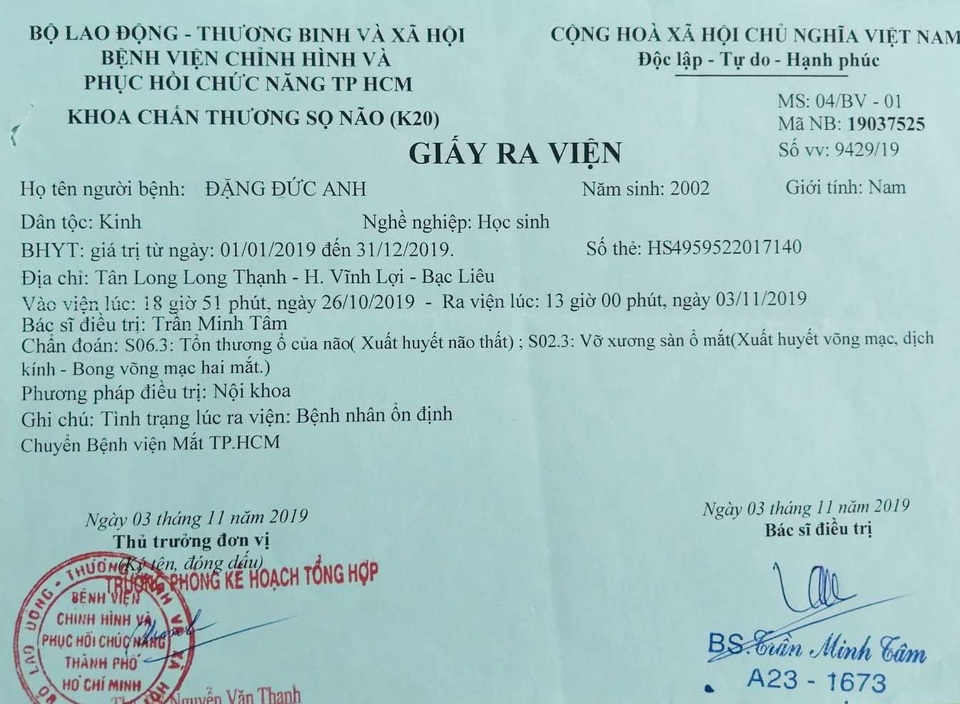 BỘ LAO ĐỘNG - THƯƠNG BINH VÀ XÃ HỘI
BỆNH VIỆN CHỈNH HÌNH VÀ
PHỤC HỒI CHỨC NĂNG TP HCM
KHOA CHẤN THƯƠNG SỌ NÃO (K20)
CỘNG HOÀ XÃ HỘI CHỦ NGHĨA VIỆT NAM
Độc lập - Tự do - Hạnh phúc
MS: 04/BV - 01
Mã NB: 19037525
Số vv: 9429/19
GIẤY RA VIỆN
Họ tên người bệnh: ĐẶNG ĐỨC ANH Năm sinh: 2002 Giới tính: Nam
Dân tộc: Kinh Nghề nghiệp: Học sinh
BHYT: giá trị từ ngày: 01/01/2019 đến 31/12/2019. Số thẻ: HS4959522017140
Địa chỉ: Tân Long Long Thạnh - H. Vĩnh Lợi - Bạc Liêu
Vào viện lúc: 18 giờ 51 phút, ngày 26/10/2019 - Ra viện lúc: 13 giờ 00 phút, ngày 03/11/2019
Bác sĩ điều trị: Trần Minh Tâm
Chẩn đoán: S06.3: Tổn thương ổ của não( Xuất huyết não thất) ; S02.3: Vỡ xương sàn ổ mắt(Xuất huyết võng mạc, dịch
kính - Bong võng mạc hai mắt.)
Phương pháp điều trị: Nội khoa
Ghi chú: Tình trạng lúc ra viện: Bệnh nhân ổn định
Chuyển Bệnh viện Mắt TP.HCM
Ngày 03 tháng 11 năm 2019
Thủ trưởng đơn vị
(Ký tên, đóng dấu)
TRƯỞNG PHÒNG KẾ HOẠCH TỔNG HỢP
BỆNH VIỆN
CHỈNH HÌNH VÀ
PHỤC HỒI CHỨC NĂNG
THÀNH PHỐ
HỒ CHÍ MINH
Nguyễn Văn Thanh
Ngày 03 tháng 11 năm 2019
Bác sĩ điều trị
BS. Trần Minh Tâm
A23 - 1673